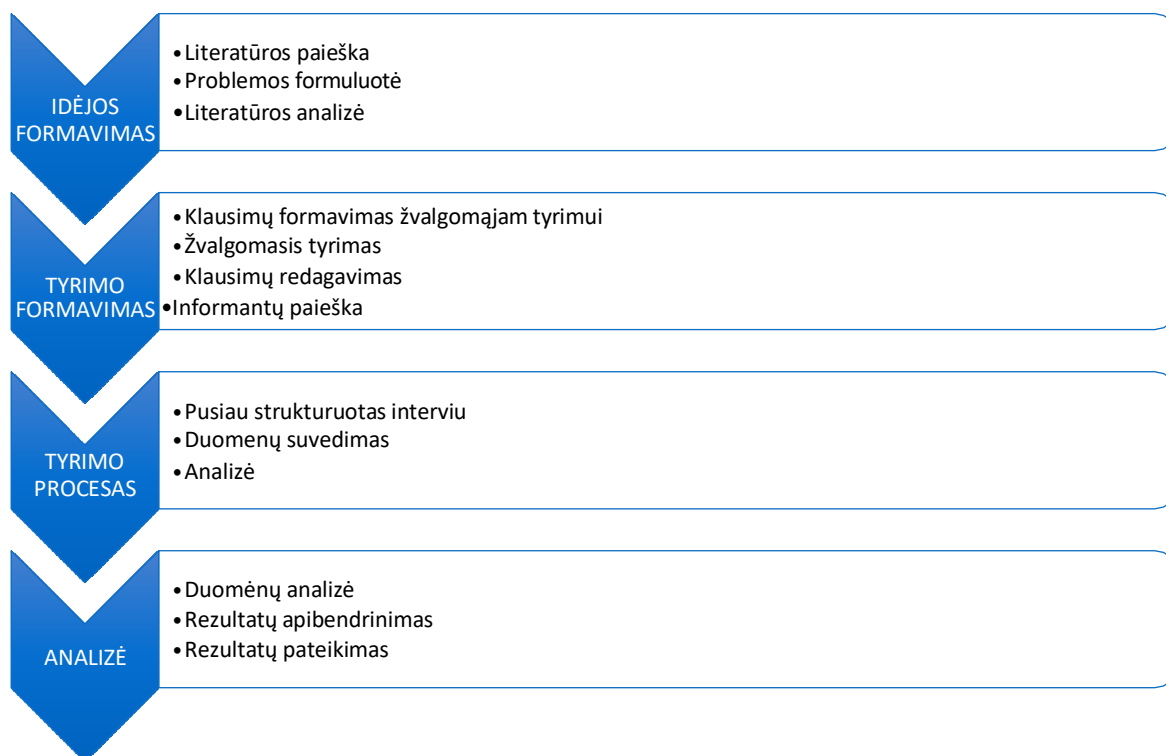 IDĖJOS
FORMAVIMAS
•Literatūros paieška
•Problemos formuluotė
•Literatūros analizė
TYRIMO
FORMAVIMAS
•Klausimų formavimas žvalgomąjam tyrimui
•Žvalgomasis tyrimas
•Klausimų redagavimas
•Informantų paieška
TYRIMO
PROCESAS
•Pusiau strukturuotas interviu
•Duomenų suvedimas
•Analizė
ANALIZĖ
•Duomėnų analizė
•Rezultatų apibendrinimas
•Rezultatų pateikimas